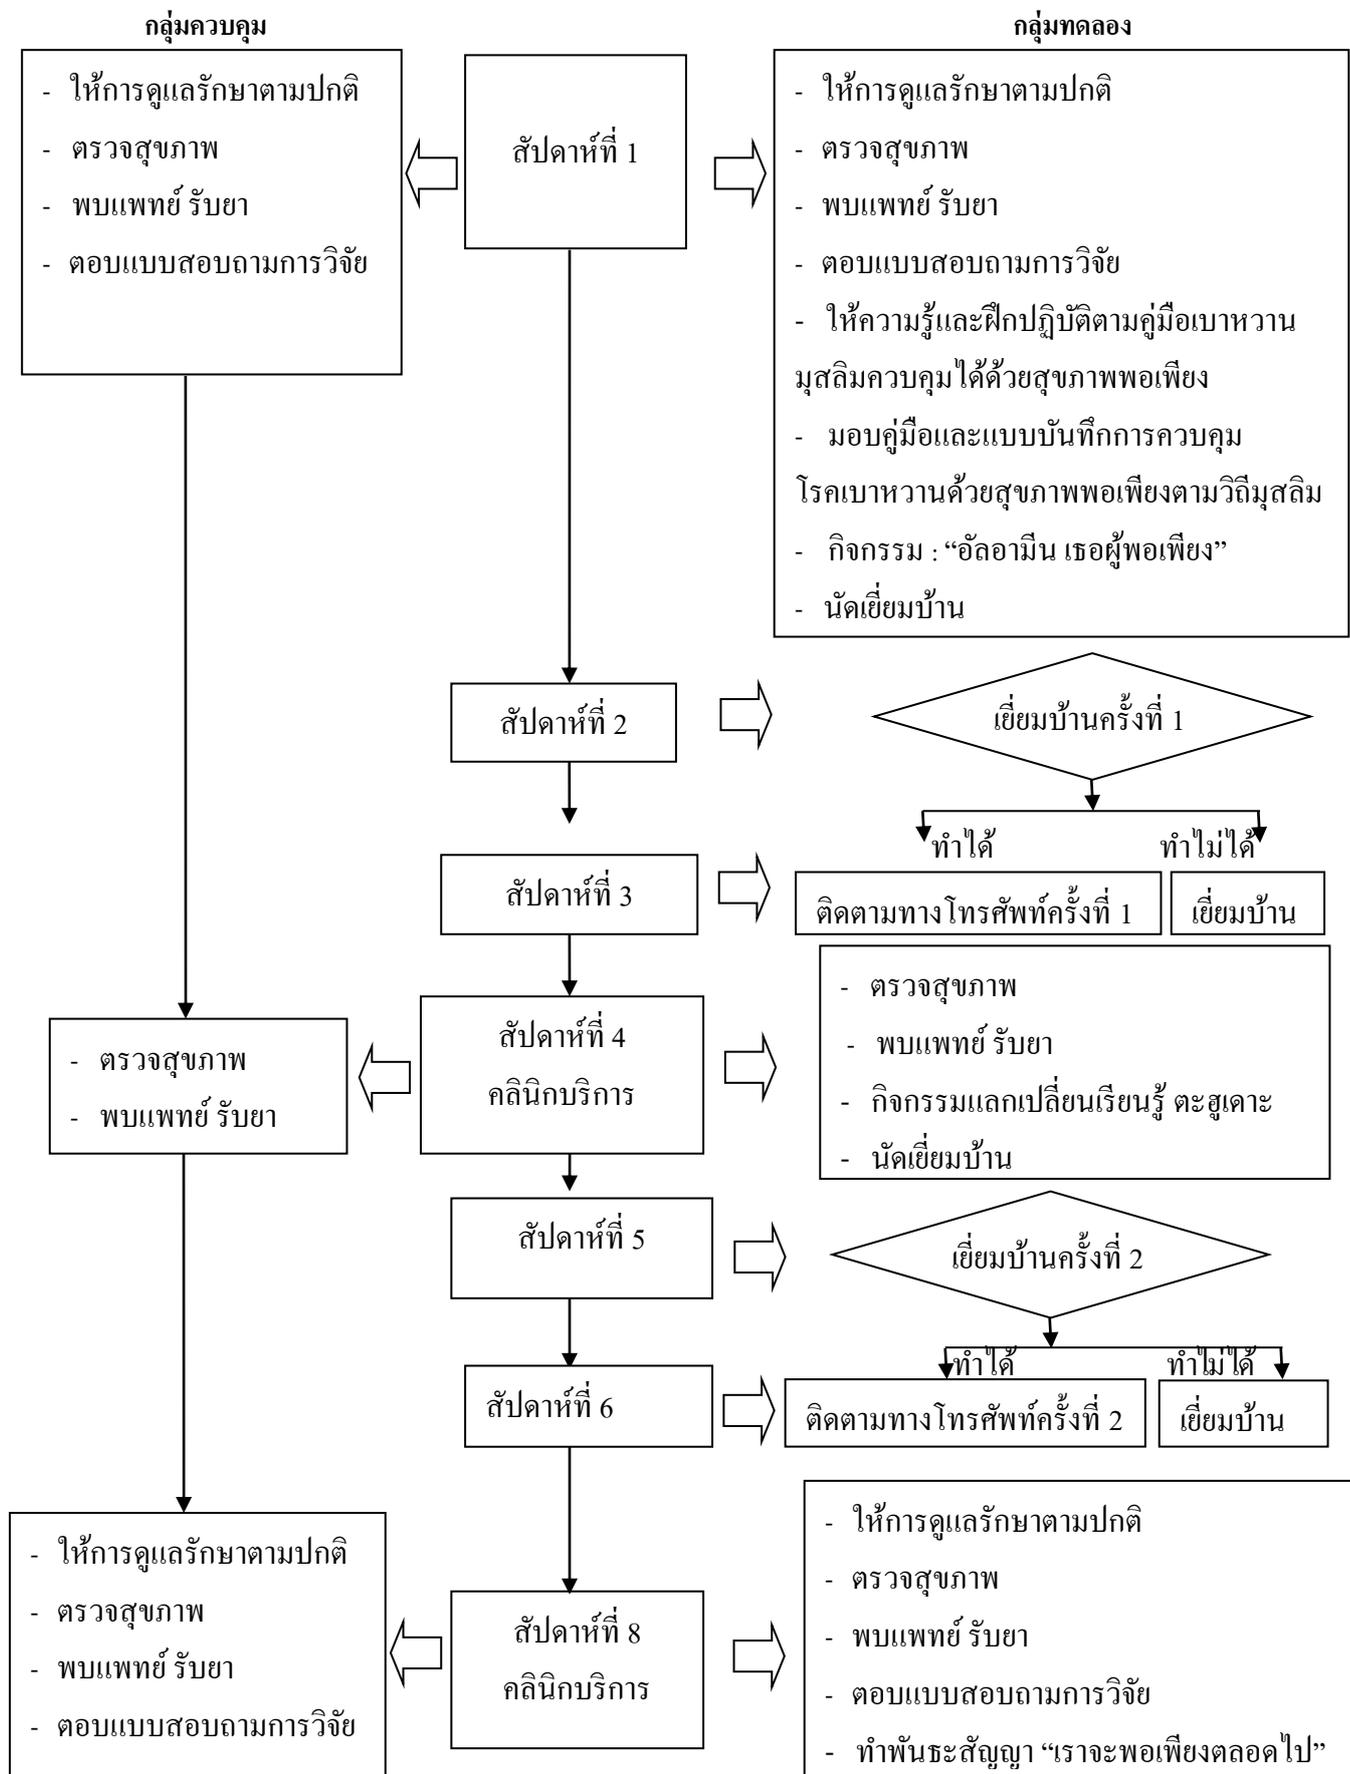 กลุ่มควบคุม
กลุ่มทดลอง
- ให้การดูแลรักษาตามปกติ
- ตรวจสุขภาพ
- พบแพทย์ รับยา
- ตอบแบบสอบถามการวิจัย
สัปดาห์ที่ 1
- ให้การดูแลรักษาตามปกติ
- ตรวจสุขภาพ
- พบแพทย์ รับยา
- ตอบแบบสอบถามการวิจัย
- ให้ความรู้และฝึกปฏิบัติตามคู่มือเบาหวาน
มุสลิมควบคุมได้ด้วยสุขภาพพอเพียง
- มอบคู่มือและแบบบันทึกการควบคุม
โรคเบาหวานด้วยสุขภาพพอเพียงตามวิถีมุสลิม
- กิจกรรม : “อัลอามีน เธอผู้พอเพียง”
- นัดเยี่ยมบ้าน
สัปดาห์ที่ 2
เยี่ยมบ้านครั้งที่ 1
ทำได้
ทำไม่ได้
สัปดาห์ที่ 3
ติดตามทางโทรศัพท์ครั้งที่ 1
เยี่ยมบ้าน
- ตรวจสุขภาพ
- พบแพทย์ รับยา
สัปดาห์ที่ 4
คลินิกบริการ
- ตรวจสุขภาพ
- พบแพทย์ รับยา
- กิจกรรมแลกเปลี่ยนเรียนรู้ ตะฮูเดาะ
- นัดเยี่ยมบ้าน
สัปดาห์ที่ 5
เยี่ยมบ้านครั้งที่ 2
ทำได้
ทำไม่ได้
สัปดาห์ที่ 6
ติดตามทางโทรศัพท์ครั้งที่ 2
เยี่ยมบ้าน
- ให้การดูแลรักษาตามปกติ
- ตรวจสุขภาพ
- พบแพทย์ รับยา
- ตอบแบบสอบถามการวิจัย
สัปดาห์ที่ 8
คลินิกบริการ
- ให้การดูแลรักษาตามปกติ
- ตรวจสุขภาพ
- พบแพทย์ รับยา
- ตอบแบบสอบถามการวิจัย
- ทำพันธะสัญญา “เราจะพอเพียงตลอดไป”